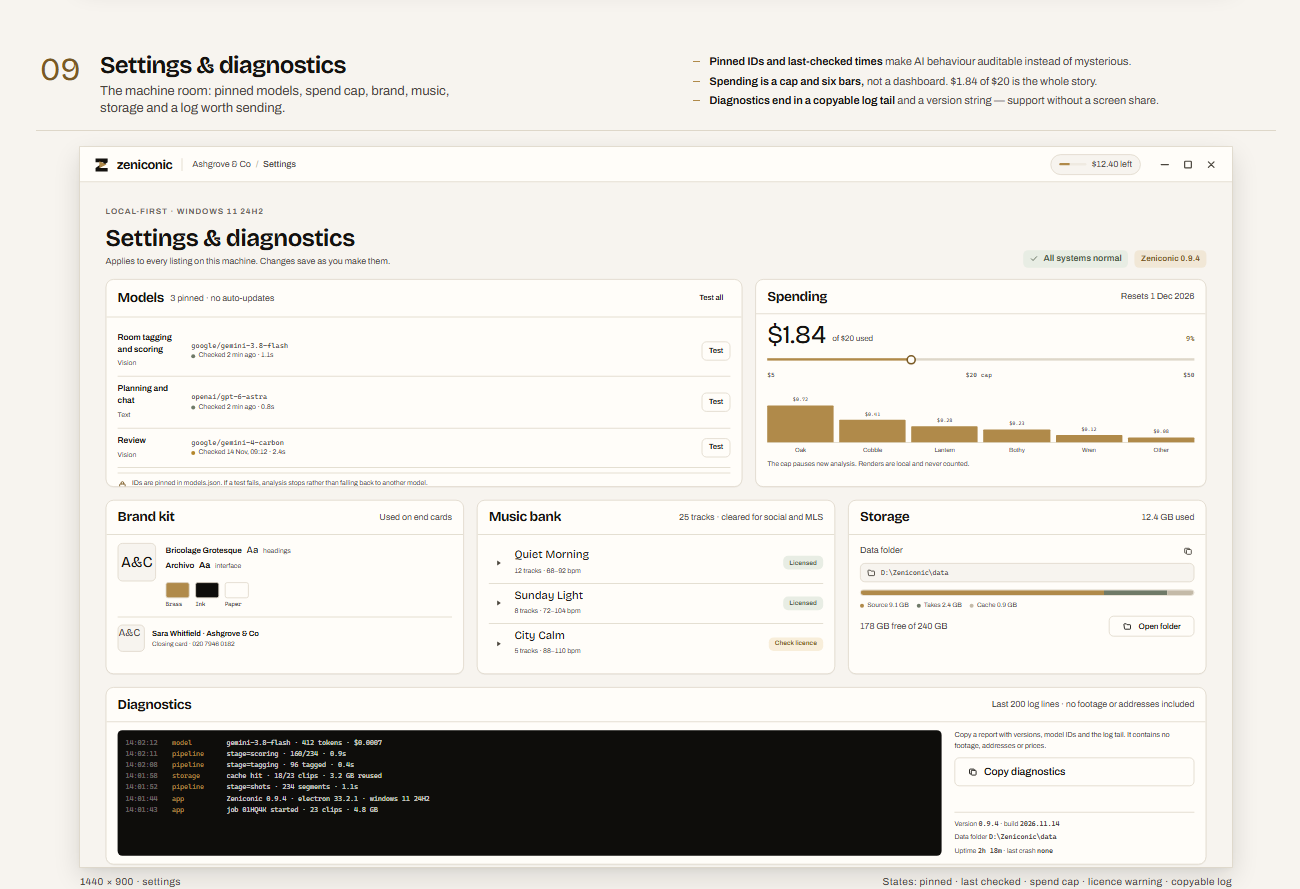 09
Settings & diagnostics
The machine room: pinned models, spend cap, brand, music,
storage and a log worth sending.
— Pinned IDs and last-checked times make AI behaviour auditable instead of mysterious.
— Spending is a cap and six bars, not a dashboard. $1.84 of $20 is the whole story.
— Diagnostics end in a copyable log tail and a version string — support without a screen share.
zeniconic Ashgrove & Co / Settings
$12.40 left
LOCAL-FIRST · WINDOWS 11 24H2
Settings & diagnostics
Applies to every listing on this machine. Changes save as you make them.
All systems normal
Zeniconic 0.9.4
Models 3 pinned · no auto-updates
Test all
Room tagging
and scoring
Vision
google/gemini-3.8-flash
Checked 2 min ago · 1.1s
Test
Planning and
chat
Text
openai/gpt-6-astra
Checked 2 min ago · 0.8s
Test
Review
Vision
google/gemini-4-carbon
Checked 14 Nov, 09:12 · 2.4s
Test
IDs are pinned in models.json. If a test fails, analysis stops rather than falling back to another model.
Spending
Resets 1 Dec 2026
$1.84 of $20 used
9%
$5
$20 cap
$50
$0.72
$0.41
$0.28
$0.23
$0.12
$0.08
Oak
Cobble
Lantern
Bothy
Wren
Other
The cap pauses new analysis. Renders are local and never counted.
Brand kit
Used on end cards
A&C
Bricolage Grotesque Aa headings
Archivo Aa interface
Brass
Ink
Paper
A&C
Sara Whitfield · Ashgrove & Co
Closing card · 020 7946 0182
Music bank
25 tracks · cleared for social and MLS
Quiet Morning
12 tracks · 68–92 bpm
Licensed
Sunday Light
8 tracks · 72–104 bpm
Licensed
City Calm
5 tracks · 88–110 bpm
Check licence
Storage
12.4 GB used
Data folder
D:\Zeniconic\data
Source 9.1 GB
Takes 2.4 GB
Cache 0.9 GB
178 GB free of 240 GB
Open folder
Diagnostics
Last 200 log lines · no footage or addresses included
14:02:12 model gemini-3.8-flash · 412 tokens · $0.0007
14:02:11 pipeline stage=scoring · 160/234 · 0.9s
14:02:08 pipeline stage=tagging · 96 tagged · 0.4s
14:01:58 storage cache hit · 18/23 clips · 3.2 GB reused
14:01:52 pipeline stage=shots · 234 segments · 1.1s
14:01:44 app Zeniconic 0.9.4 · electron 33.2.1 · windows 11 24H2
14:01:43 app job 01HQ4K started · 23 clips · 4.8 GB
Copy a report with versions, model IDs and the log tail. It contains no
footage, addresses or prices.
Copy diagnostics
Version 0.9.4 · build 2026.11.14
Data folder D:\Zeniconic\data
Uptime 2h 18m · last crash none
1440 × 900 · settings
States: pinned · last checked · spend cap · licence warning · copyable log